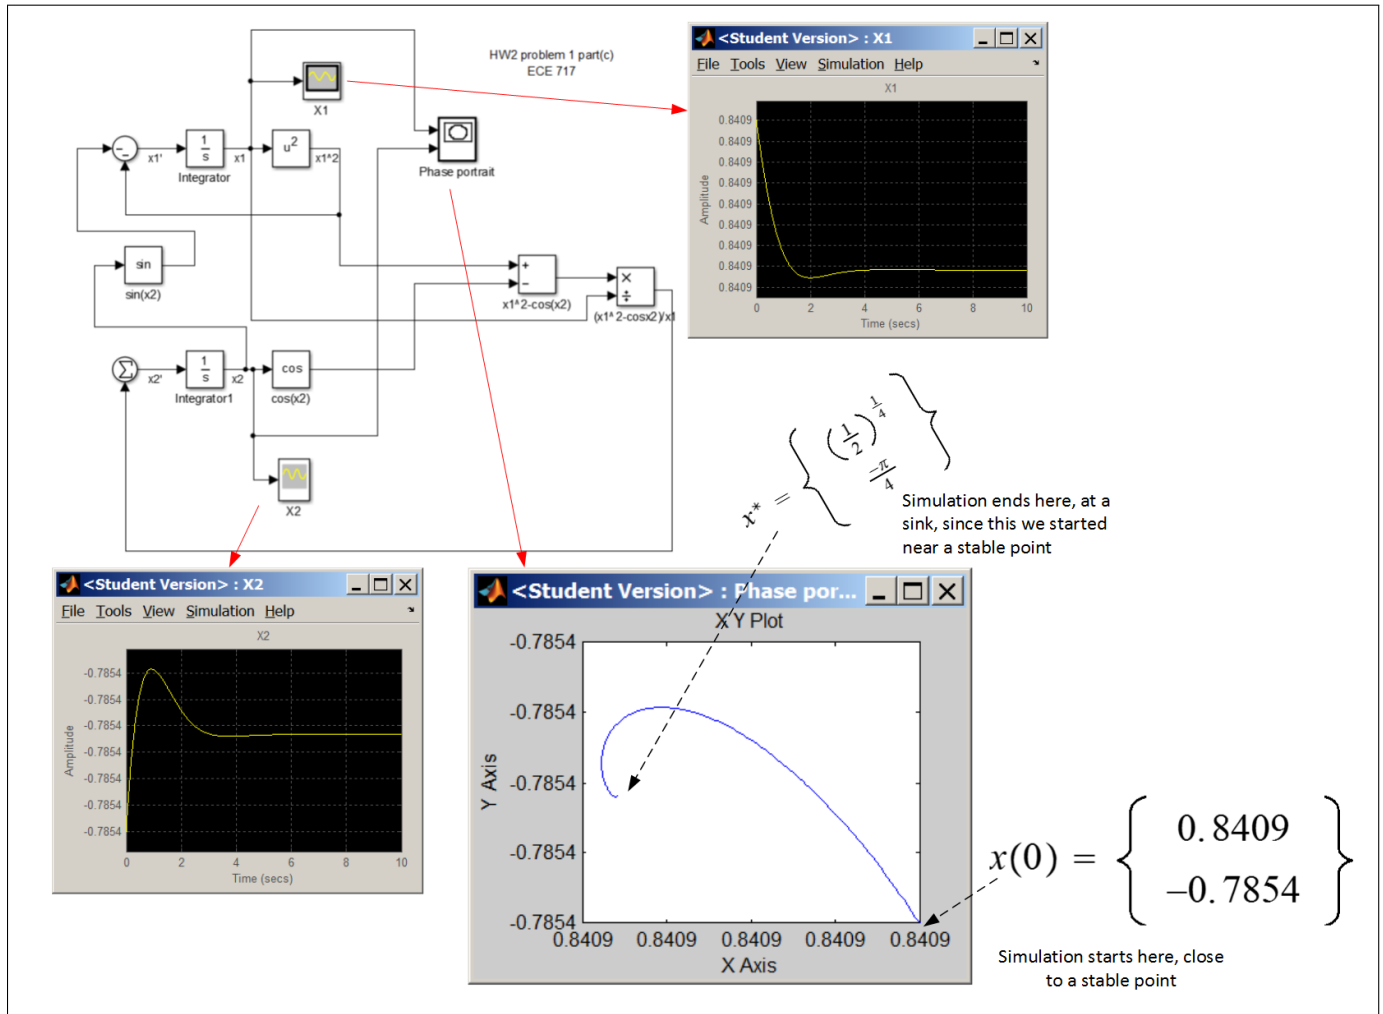 HW2 problem 1 part(c)
ECE 717
X1
x1'
1
s
x1
Integrator
u²
x1^2
Phase portrait
sin
sin(x2)
+
−
x1^2-cos(x2)
×
÷
(x1^2-cosx2)/x1
Σ
x2'
1
s
x2
Integrator1
cos
cos(x2)
X2
<Student Version> : X1
File Tools View Simulation Help
X1
Amplitude
0.8409
0.8409
0.8409
0.8409
0.8409
0.8409
0.8409
0.8409
0.8409
0 2 4 6 8 10
Time (secs)
x* = { (1/2)^(1/4) −π/4 }
Simulation ends here, at a
sink, since this we started
near a stable point
<Student Version> : X2
File Tools View Simulation Help
X2
Amplitude
-0.7854
-0.7854
-0.7854
-0.7854
-0.7854
-0.7854
-0.7854
0 2 4 6 8 10
Time (secs)
<Student Version> : Phase por...
X Y Plot
Y Axis
-0.7854
-0.7854
-0.7854
-0.7854
-0.7854
0.8409 0.8409 0.8409 0.8409 0.8409
X Axis
x(0) = { 0.8409 −0.7854 }
Simulation starts here, close
to a stable point